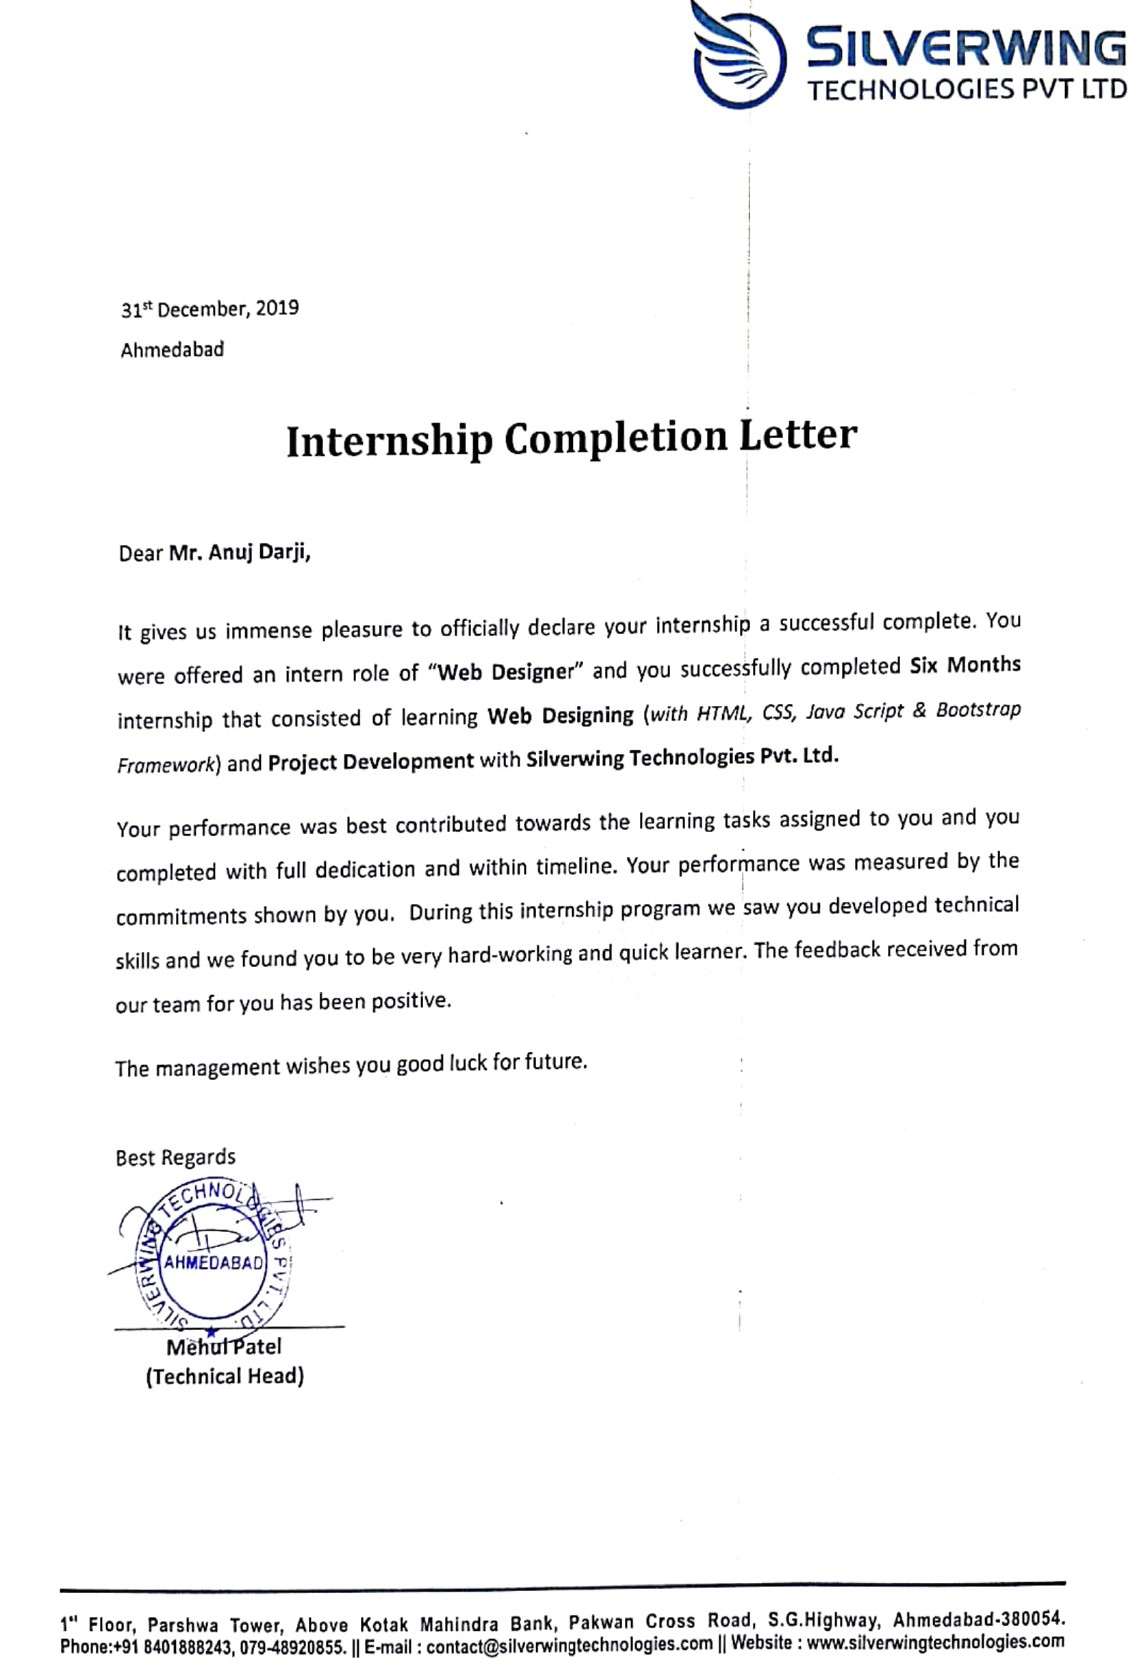 SILVERWING
TECHNOLOGIES PVT LTD
31st December, 2019
Ahmedabad
Internship Completion Letter
Dear Mr. Anuj Darji,
It gives us immense pleasure to officially declare your internship a successful complete. You
were offered an intern role of “Web Designer” and you successfully completed Six Months
internship that consisted of learning Web Designing (with HTML, CSS, Java Script & Bootstrap
Framework) and Project Development with Silverwing Technologies Pvt. Ltd.
Your performance was best contributed towards the learning tasks assigned to you and you
completed with full dedication and within timeline. Your performance was measured by the
commitments shown by you. During this internship program we saw you developed technical
skills and we found you to be very hard-working and quick learner. The feedback received from
our team for you has been positive.
The management wishes you good luck for future.
Best Regards
SILVERWING TECHNOLOGIES PVT. LTD.
AHMEDABAD
Mehul Patel
(Technical Head)
1st Floor, Parshwa Tower, Above Kotak Mahindra Bank, Pakwan Cross Road, S.G.Highway, Ahmedabad-380054.
Phone:+91 8401888243, 079-48920855. || E-mail : contact@silverwingtechnologies.com || Website : www.silverwingtechnologies.com